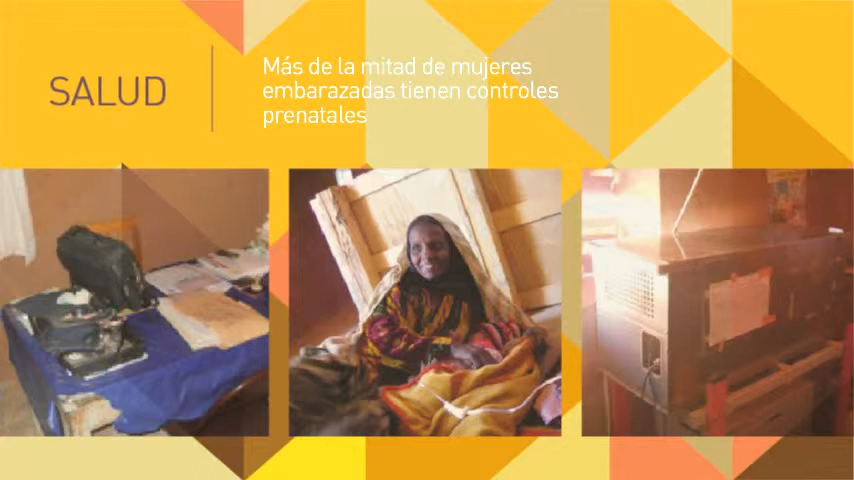 SALUD
Más de la mitad de mujeres
embarazadas tienen controles
prenatales